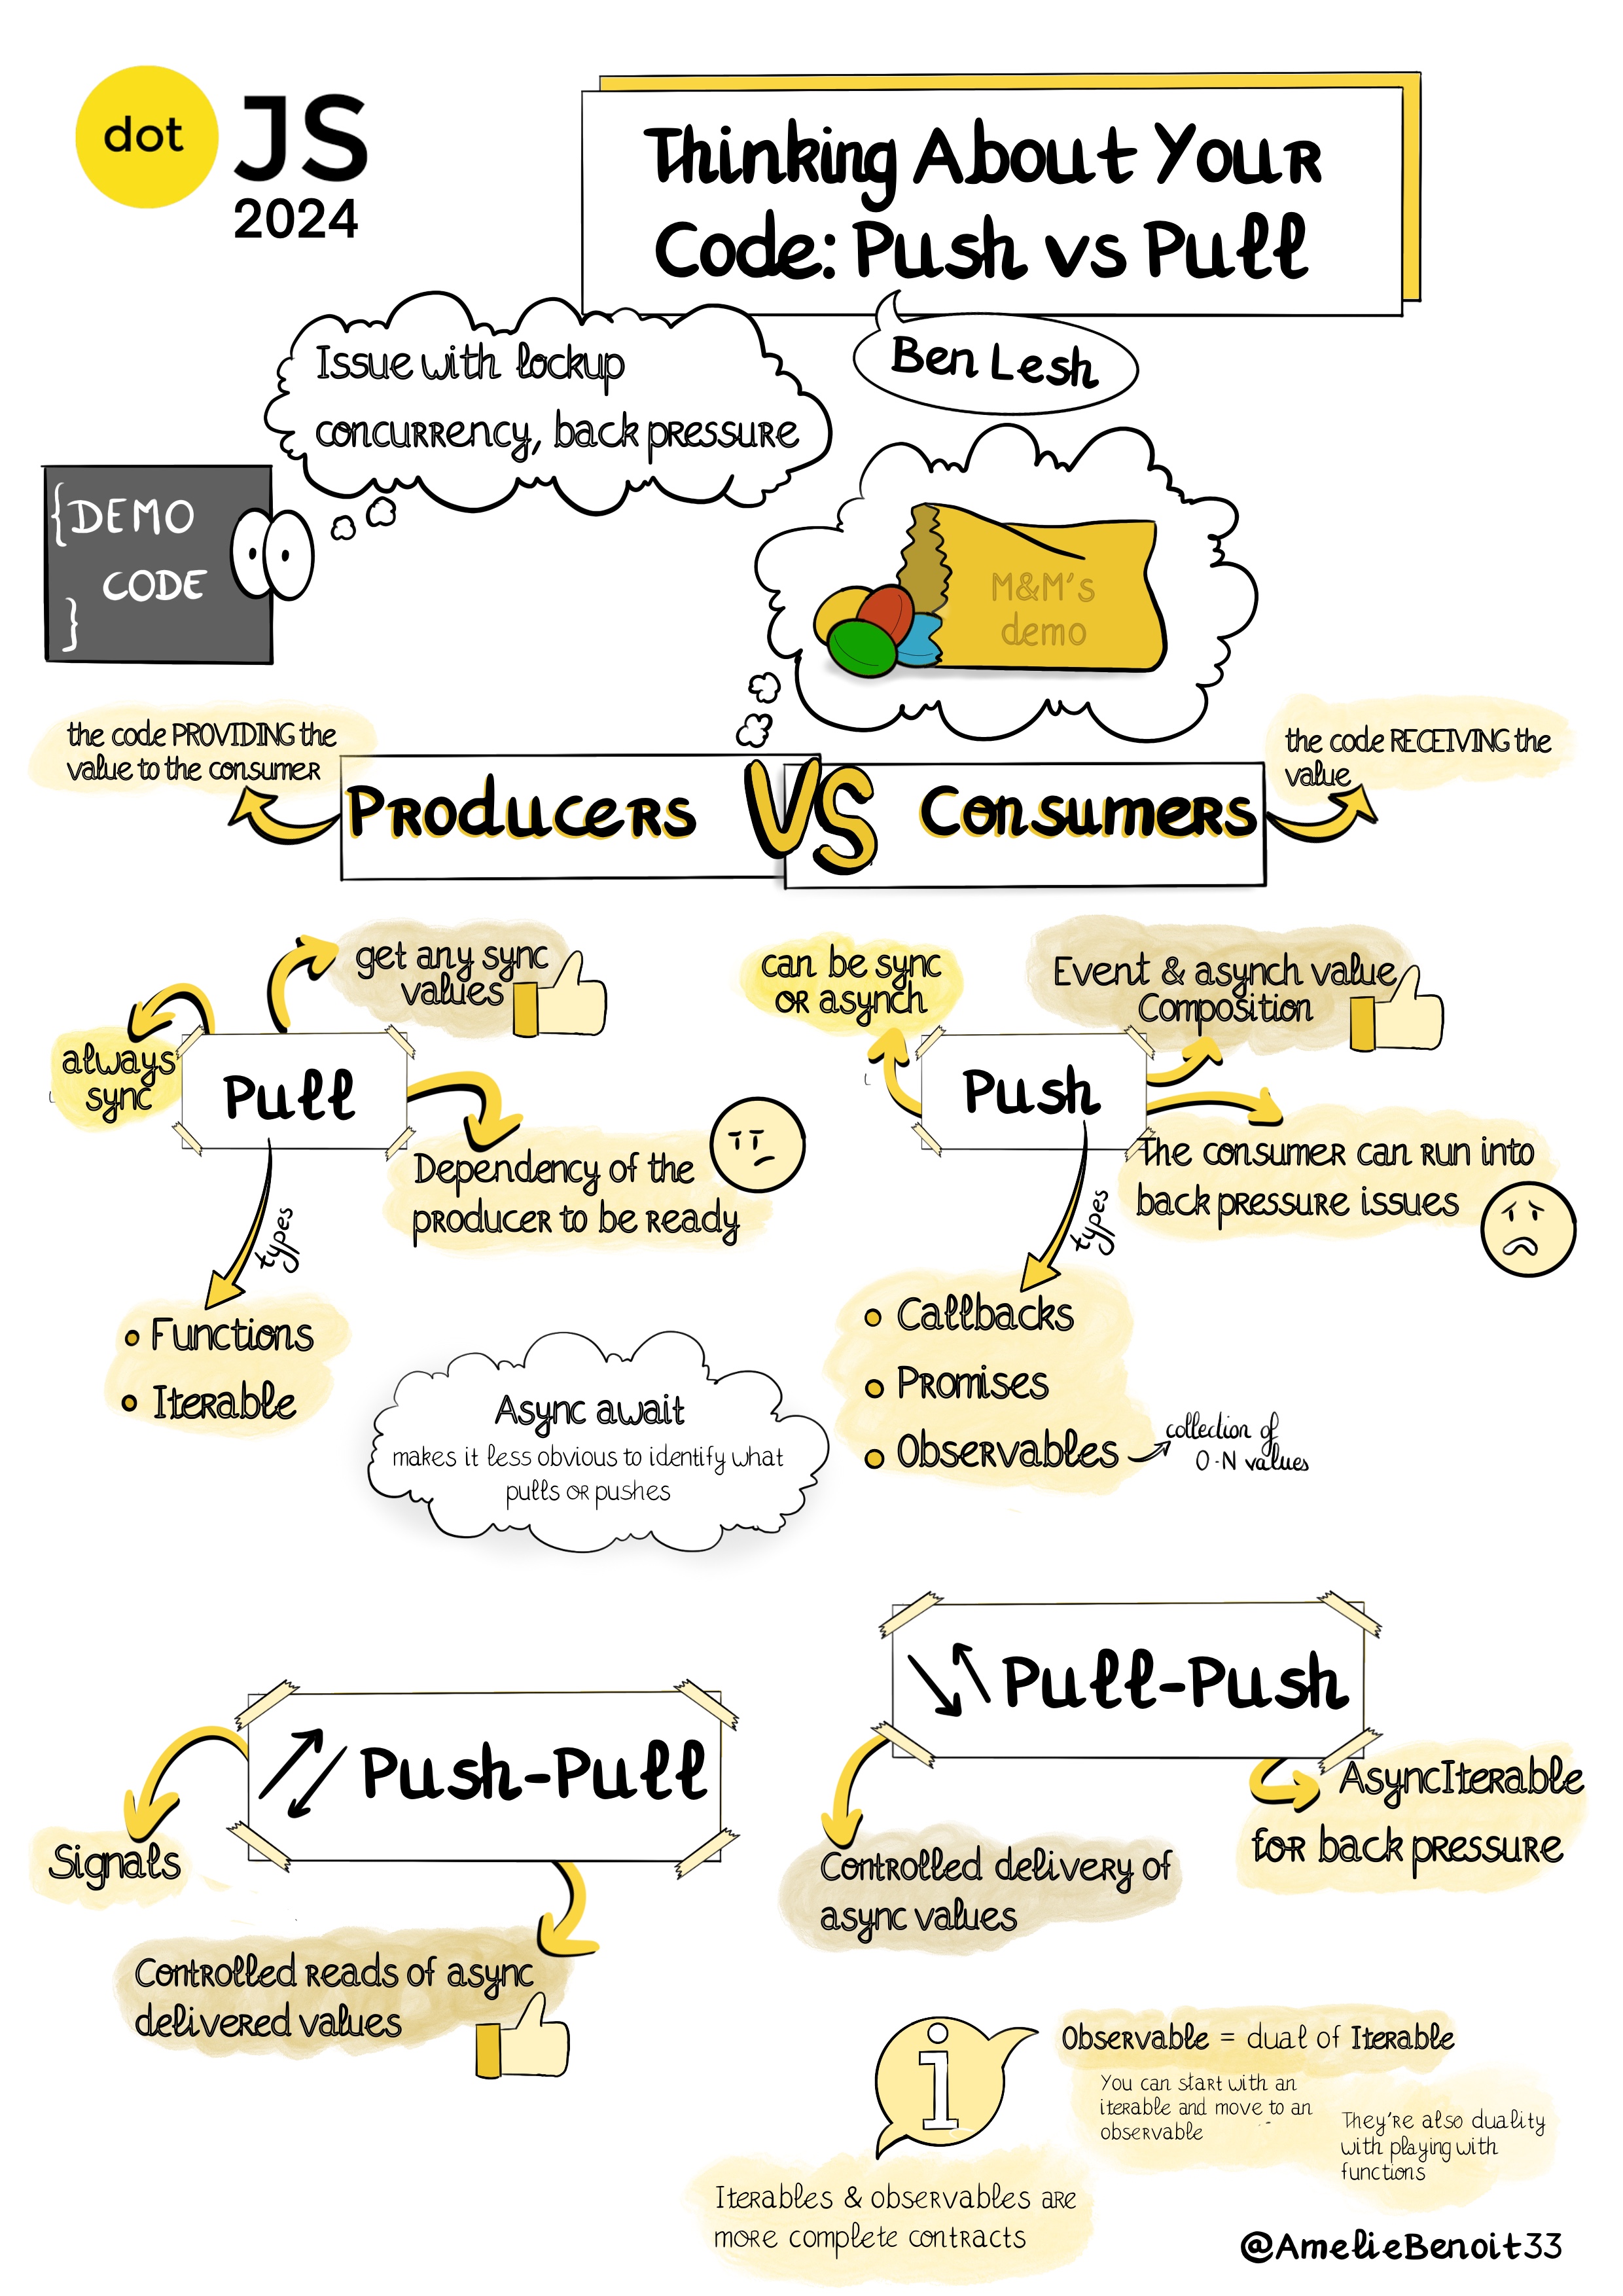 dot JS
2024
Thinking About Your
Code: Push vs Pull
Ben Lesh
Issue with lockup
concurrency, back pressure
{DEMO
CODE
}
M&M's
demo
the code PROVIDING the
value to the consumer
the code RECEIVING the
value
Producers VS Consumers
get any sync
values
always
sync
Pull
Dependency of the
producer to be ready
types
• Functions
• Iterable
can be sync
or asynch
Event & asynch value
Composition
Push
The consumer can run into
back pressure issues
types
• Callbacks
• Promises
• Observables
collection of
0-N values
Async await
makes it less obvious to identify what
pulls or pushes
Push-Pull
Signals
Controlled reads of async
delivered values
Pull-Push
Controlled delivery of
async values
AsyncIterable
for back pressure
i
Observable = dual of Iterable
You can start with an
iterable and move to an
observable
They're also duality
with playing with
functions
Iterables & observables are
more complete contracts
@AmelieBenoit33